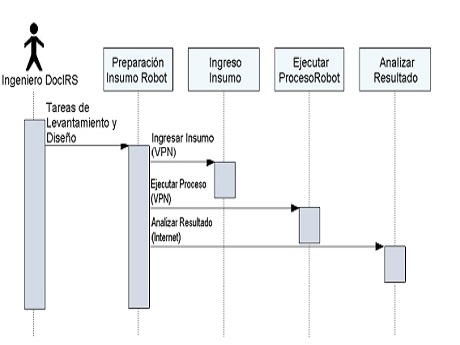 Ingeniero DocIRS
Preparación
Insumo Robot
Ingreso
Insumo
Ejecutar
ProcesoRobot
Analizar
Resultado
Tareas de
Levantamiento y
Diseño
Ingresar Insumo
(VPN)
Ejecutar Proceso
(VPN)
Analizar Resultado
(Internet)